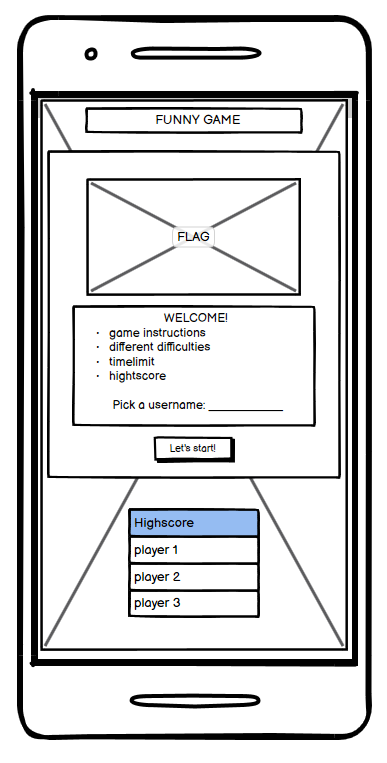 FUNNY GAME
FLAG
WELCOME!
• game instructions
• different difficulties
• timelimit
• hightscore
Pick a username: ____________
Let's start!
Highscore
player 1
player 2
player 3